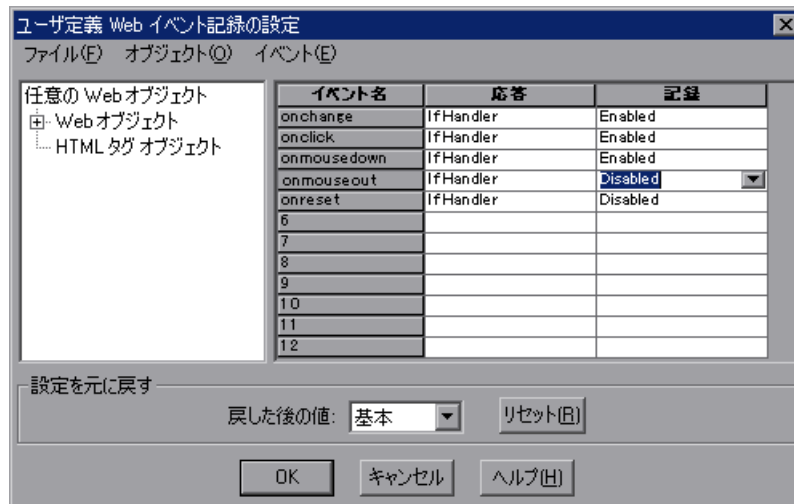 ユーザ定義 Web イベント記録の設定
ファイル(F) オブジェクト(O) イベント(E)
任意の Web オブジェクト
Web オブジェクト
HTML タグ オブジェクト
イベント名 応答 記録
onchange IfHandler Enabled
onclick IfHandler Enabled
onmousedown IfHandler Enabled
onmouseout IfHandler Disabled
onreset IfHandler Disabled
6
7
8
9
10
11
12
設定を元に戻す
戻した後の値: 基本 リセット(R)
OK キャンセル ヘルプ(H)